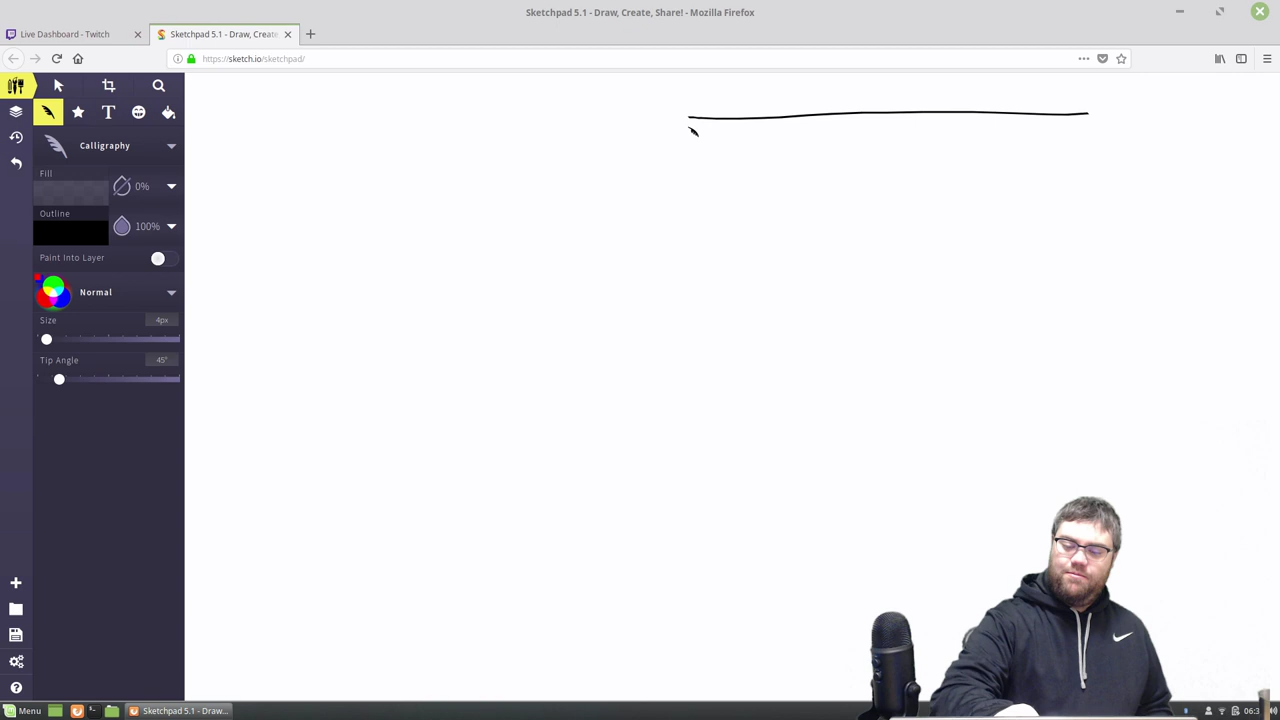 Sketchpad 5.1 - Draw, Create, Share! - Mozilla Firefox
Live Dashboard - Twitch
Sketchpad 5.1 - Draw, Create
https://sketch.io/sketchpad/
Calligraphy
Fill
0%
Outline
100%
Paint Into Layer
Normal
Size
4px
Tip Angle
45°
Menu
Sketchpad 5.1 - Draw...
06:3